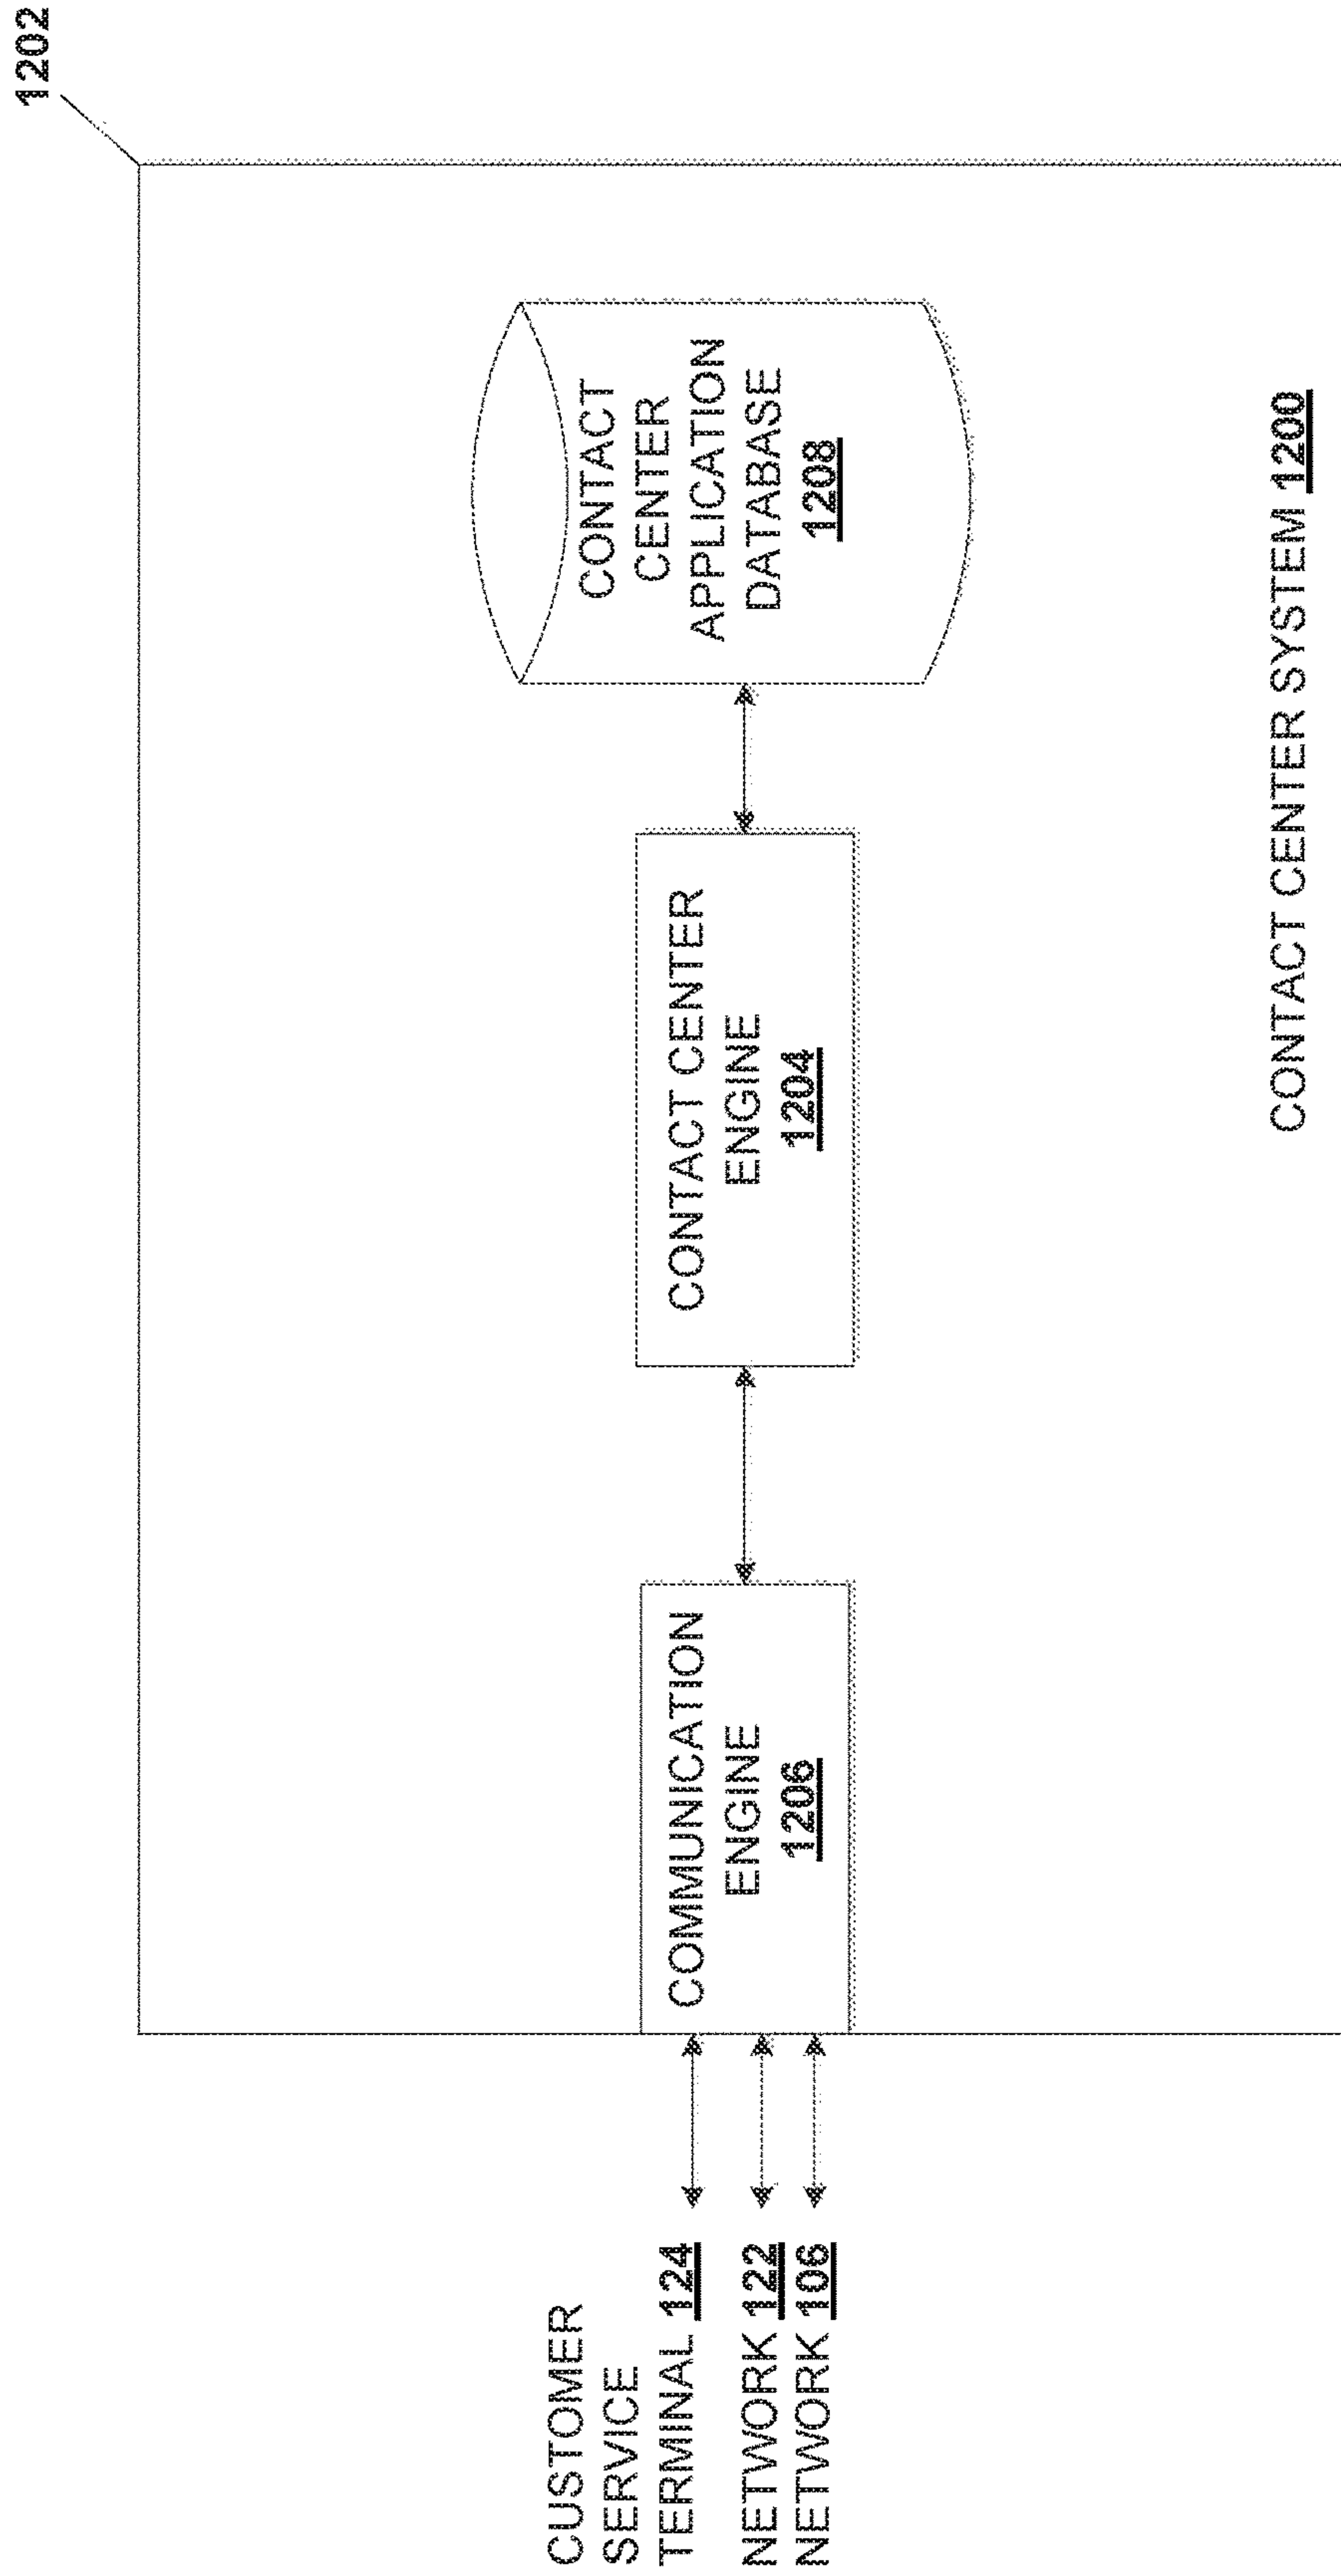 1202
CUSTOMER
SERVICE
TERMINAL 124
NETWORK 122
NETWORK 106
COMMUNICATION
ENGINE
1206
CONTACT CENTER
ENGINE
1204
CONTACT
CENTER
APPLICATION
DATABASE
1208
CONTACT CENTER SYSTEM 1200